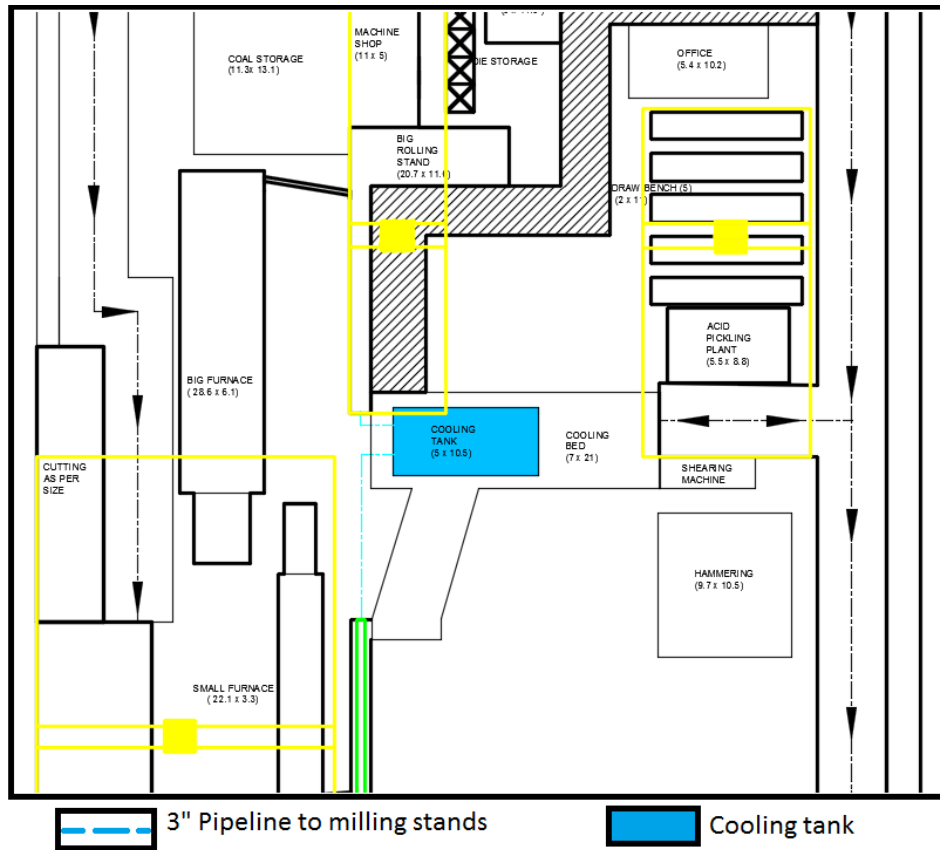 COAL STORAGE
(11.3x 13.1)
MACHINE
SHOP
(11x 5)
DIE STORAGE
OFFICE
(5.4 x 10.2)
BIG
ROLLING
STAND
(20.7 x 11.6)
DRAW BENCH (5)
(2 x 11)
BIG FURNACE
( 28.6 x 6.1)
ACID
PICKLING
PLANT
(5.5 x 8.8)
COOLING
TANK
(5 x 10.5)
COOLING
BED
(7 x 21)
CUTTING
AS PER
SIZE
SHEARING
MACHINE
HAMMERING
(9.7 x 10.5)
SMALL FURNACE
( 22.1 x 3.3)
3" Pipeline to milling stands
Cooling tank